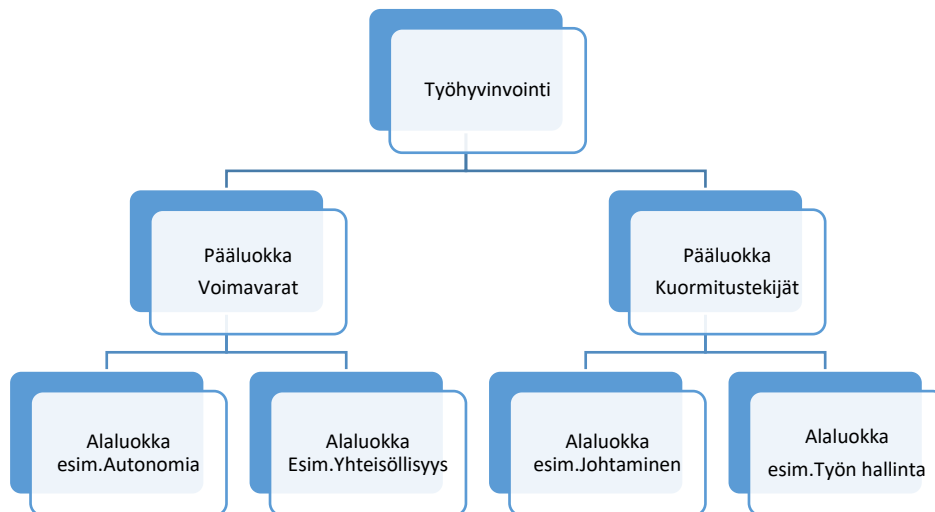 Työhyvinvointi
Pääluokka
Voimavarat
Pääluokka
Kuormitustekijät
Alaluokka
esim.Autonomia
Alaluokka
Esim.Yhteisöllisyys
Alaluokka
esim.Johtaminen
Alaluokka
esim.Työn hallinta